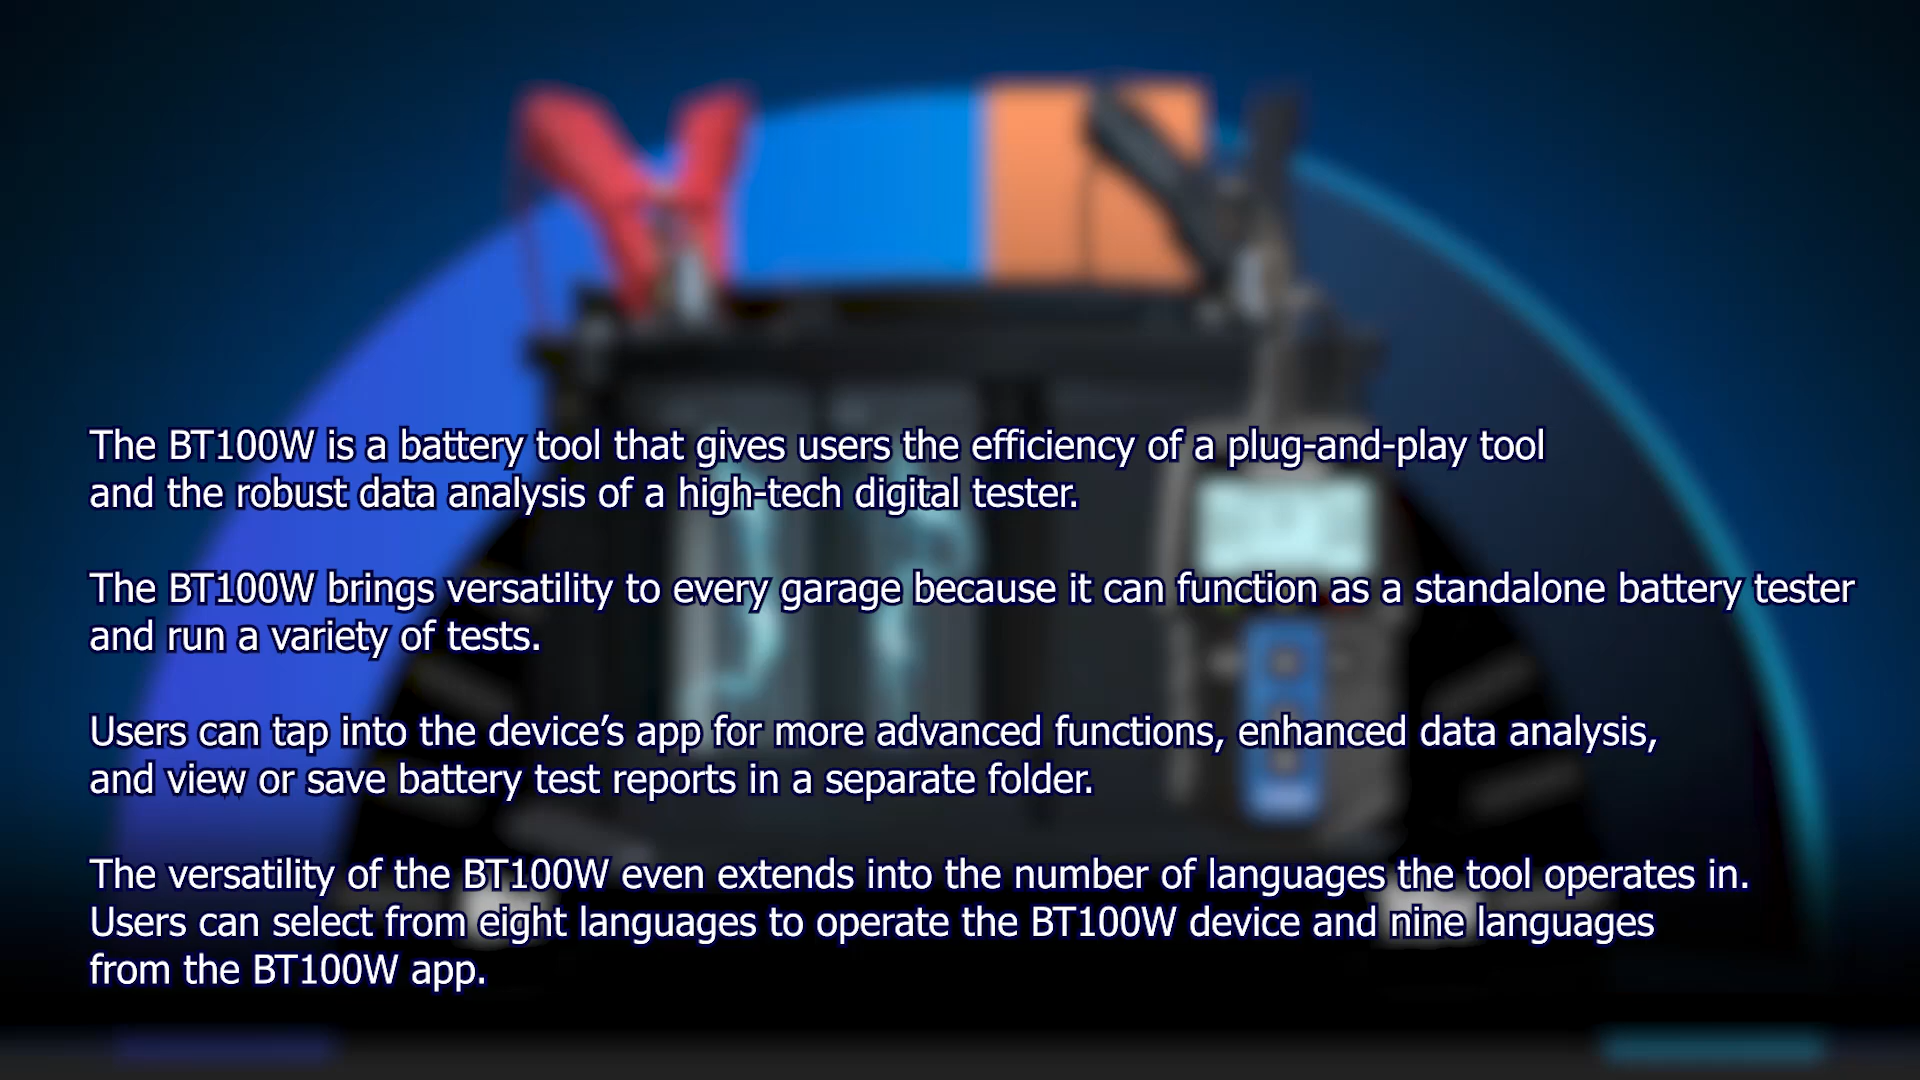 The BT100W is a battery tool that gives users the efficiency of a plug-and-play tool
and the robust data analysis of a high-tech digital tester.
The BT100W brings versatility to every garage because it can function as a standalone battery tester
and run a variety of tests.
Users can tap into the device’s app for more advanced functions, enhanced data analysis,
and view or save battery test reports in a separate folder.
The versatility of the BT100W even extends into the number of languages the tool operates in.
Users can select from eight languages to operate the BT100W device and nine languages
from the BT100W app.